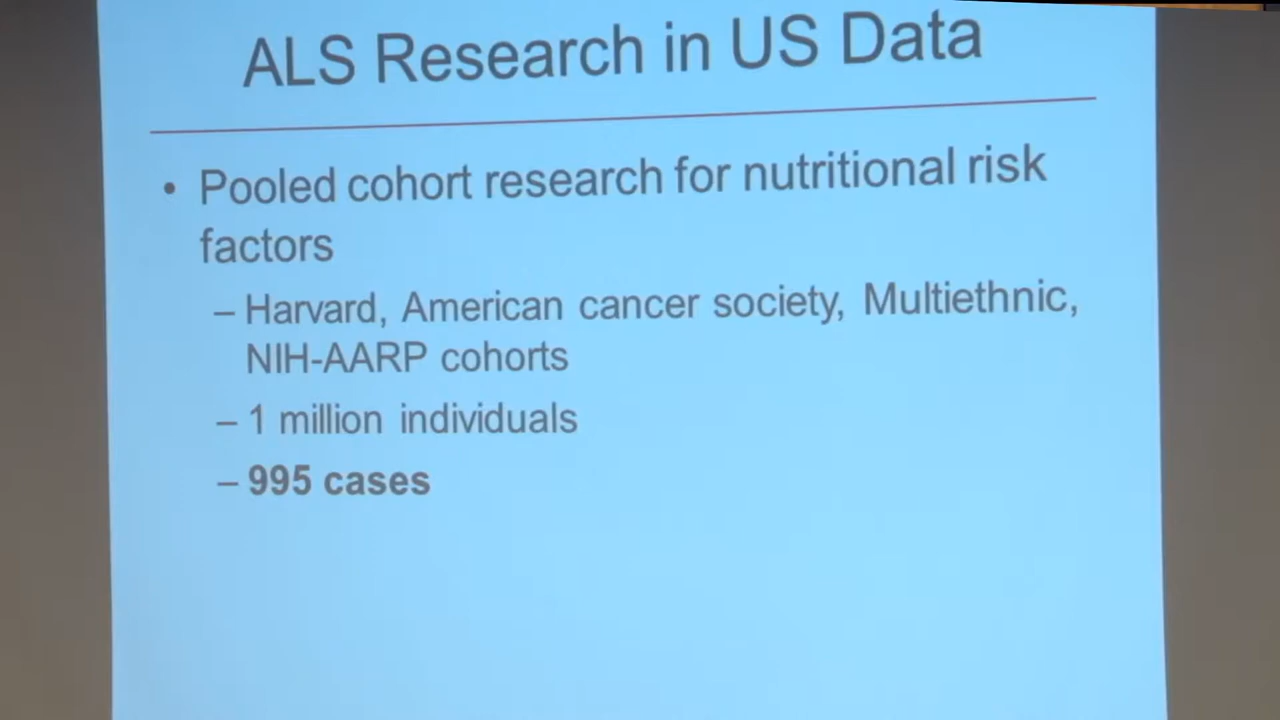 ALS Research in US Data
• Pooled cohort research for nutritional risk
factors
– Harvard, American cancer society, Multiethnic,
NIH-AARP cohorts
– 1 million individuals
– 995 cases